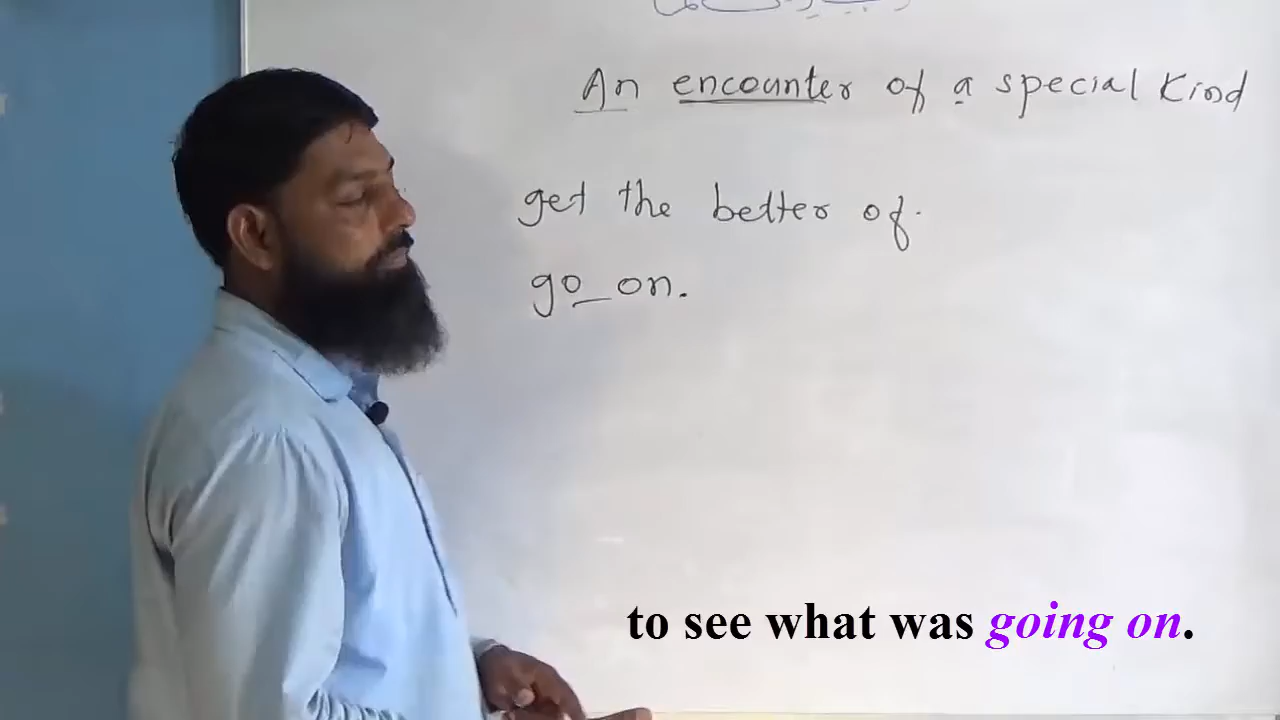 An encounter of a special Kind
get the better of.
go on.
to see what was going on.